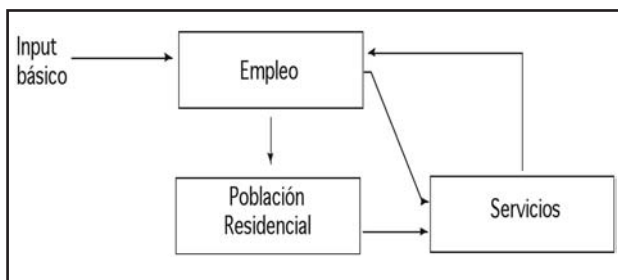 Input
básico
Empleo
Población
Residencial
Servicios